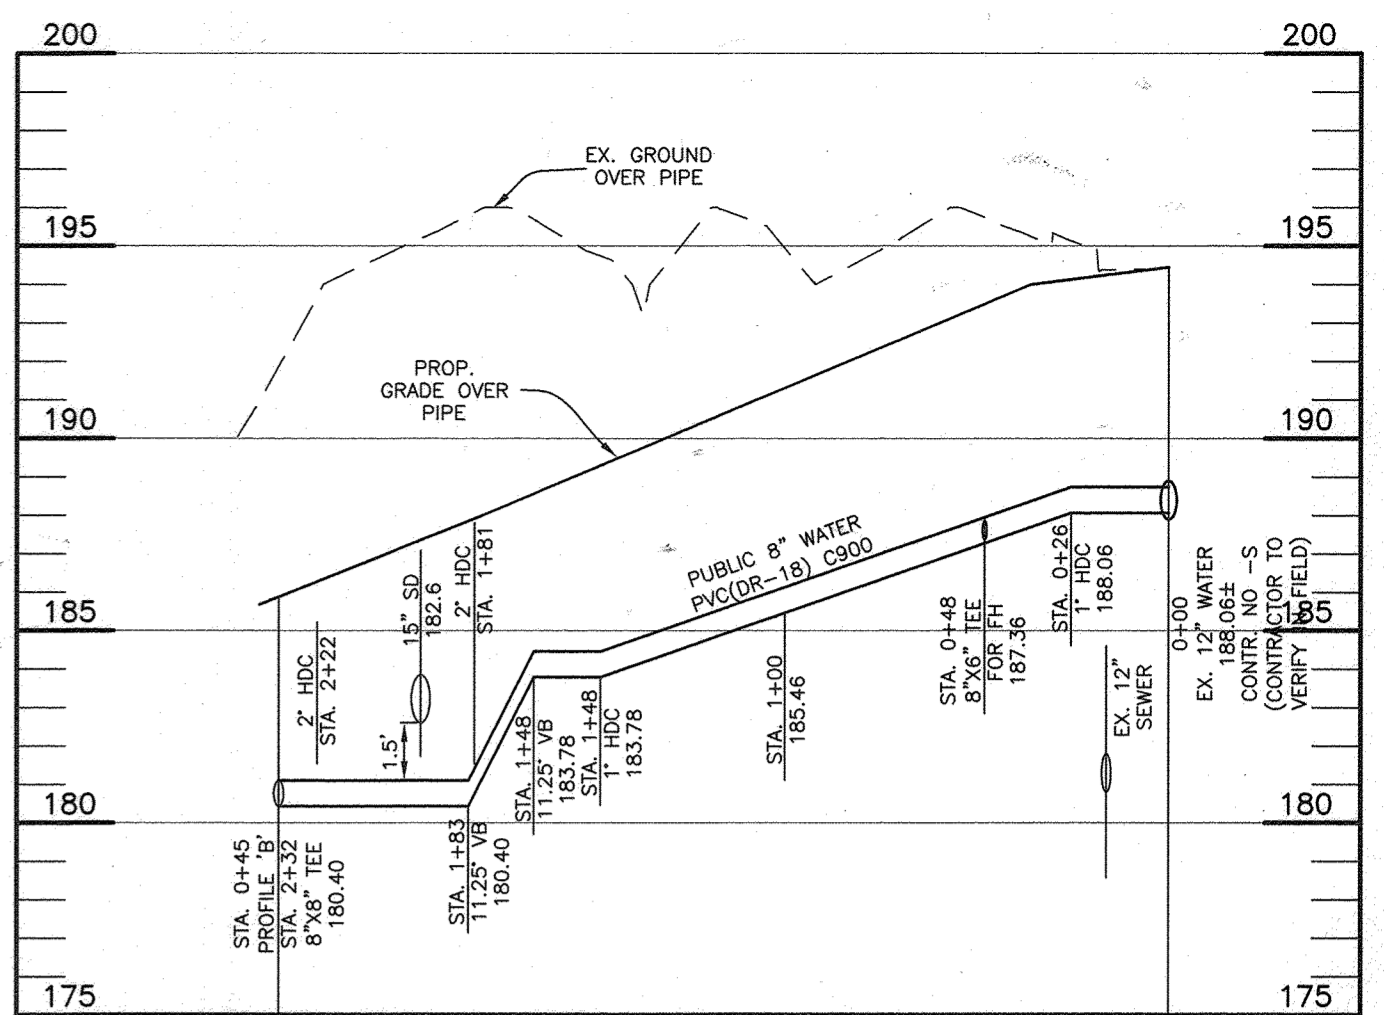 200
200
EX. GROUND
OVER PIPE
195
195
PROP.
GRADE OVER
PIPE
190
190
PUBLIC 8" WATER
PVC(DR-18) C900
185
185
2° HDC
STA. 2+22
15" SD
182.6
2° HDC
STA. 1+81
1.5'
STA. 1+48
11.25° VB
183.78
STA. 1+48
1° HDC
183.78
STA. 1+00
185.46
STA. 0+48
8"X6" TEE
FOR FH
187.36
STA. 0+26
1° HDC
188.06
EX. 12"
SEWER
0+00
EX. 12" WATER
188.06±
CONTR. NO -S
(CONTRACTOR TO
VERIFY IN FIELD)
180
180
STA. 0+45
PROFILE 'B'
STA. 2+32
8"X8" TEE
180.40
STA. 1+83
11.25° VB
180.40
175
175